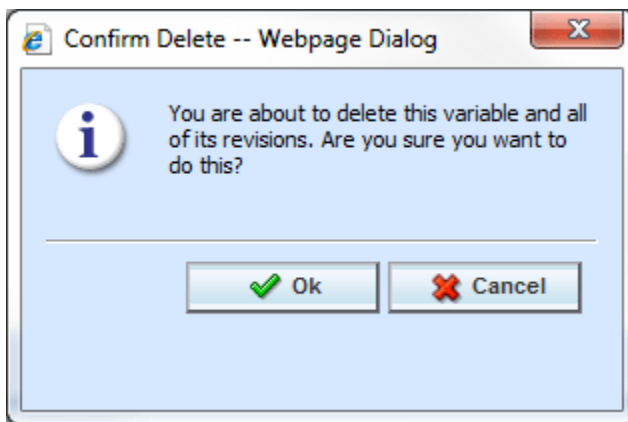 Confirm Delete -- Webpage Dialog
You are about to delete this variable and all
of its revisions. Are you sure you want to
do this?
Ok
Cancel